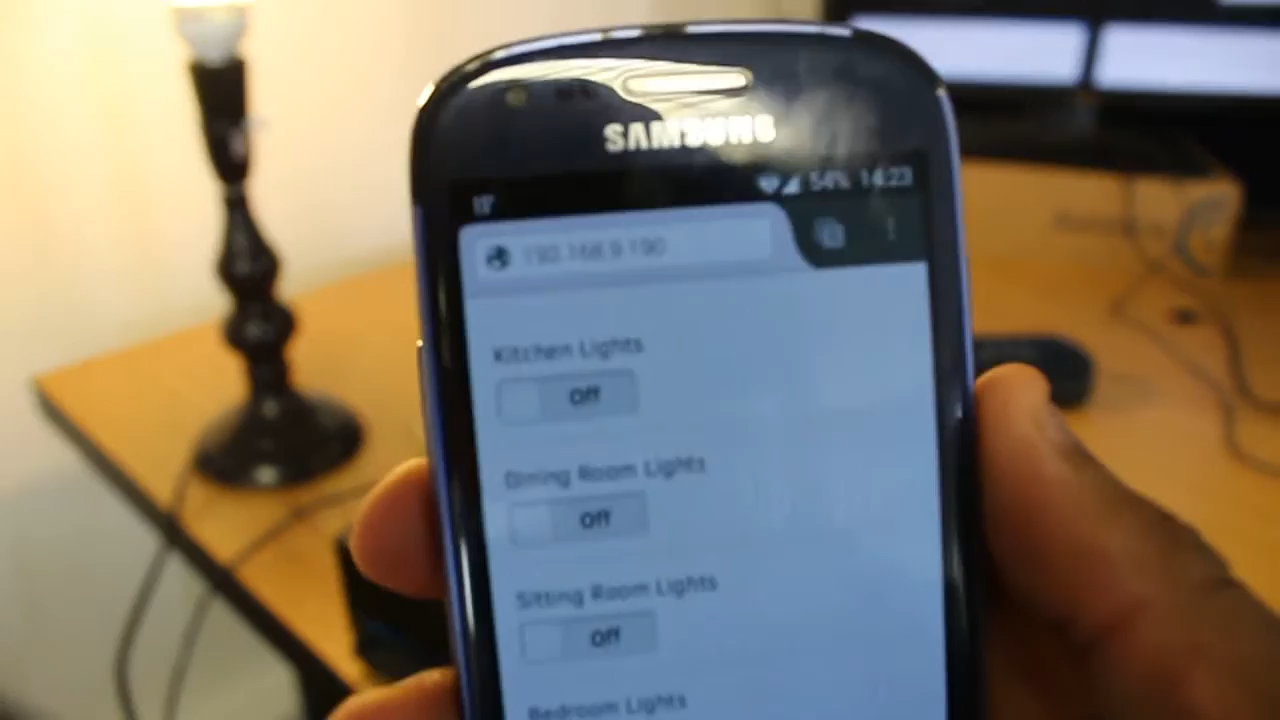 SAMSUNG
54% 14:23
192.168.9.190
Kitchen Lights
Off
Dining Room Lights
Off
Sitting Room Lights
Off
Bedroom Lights